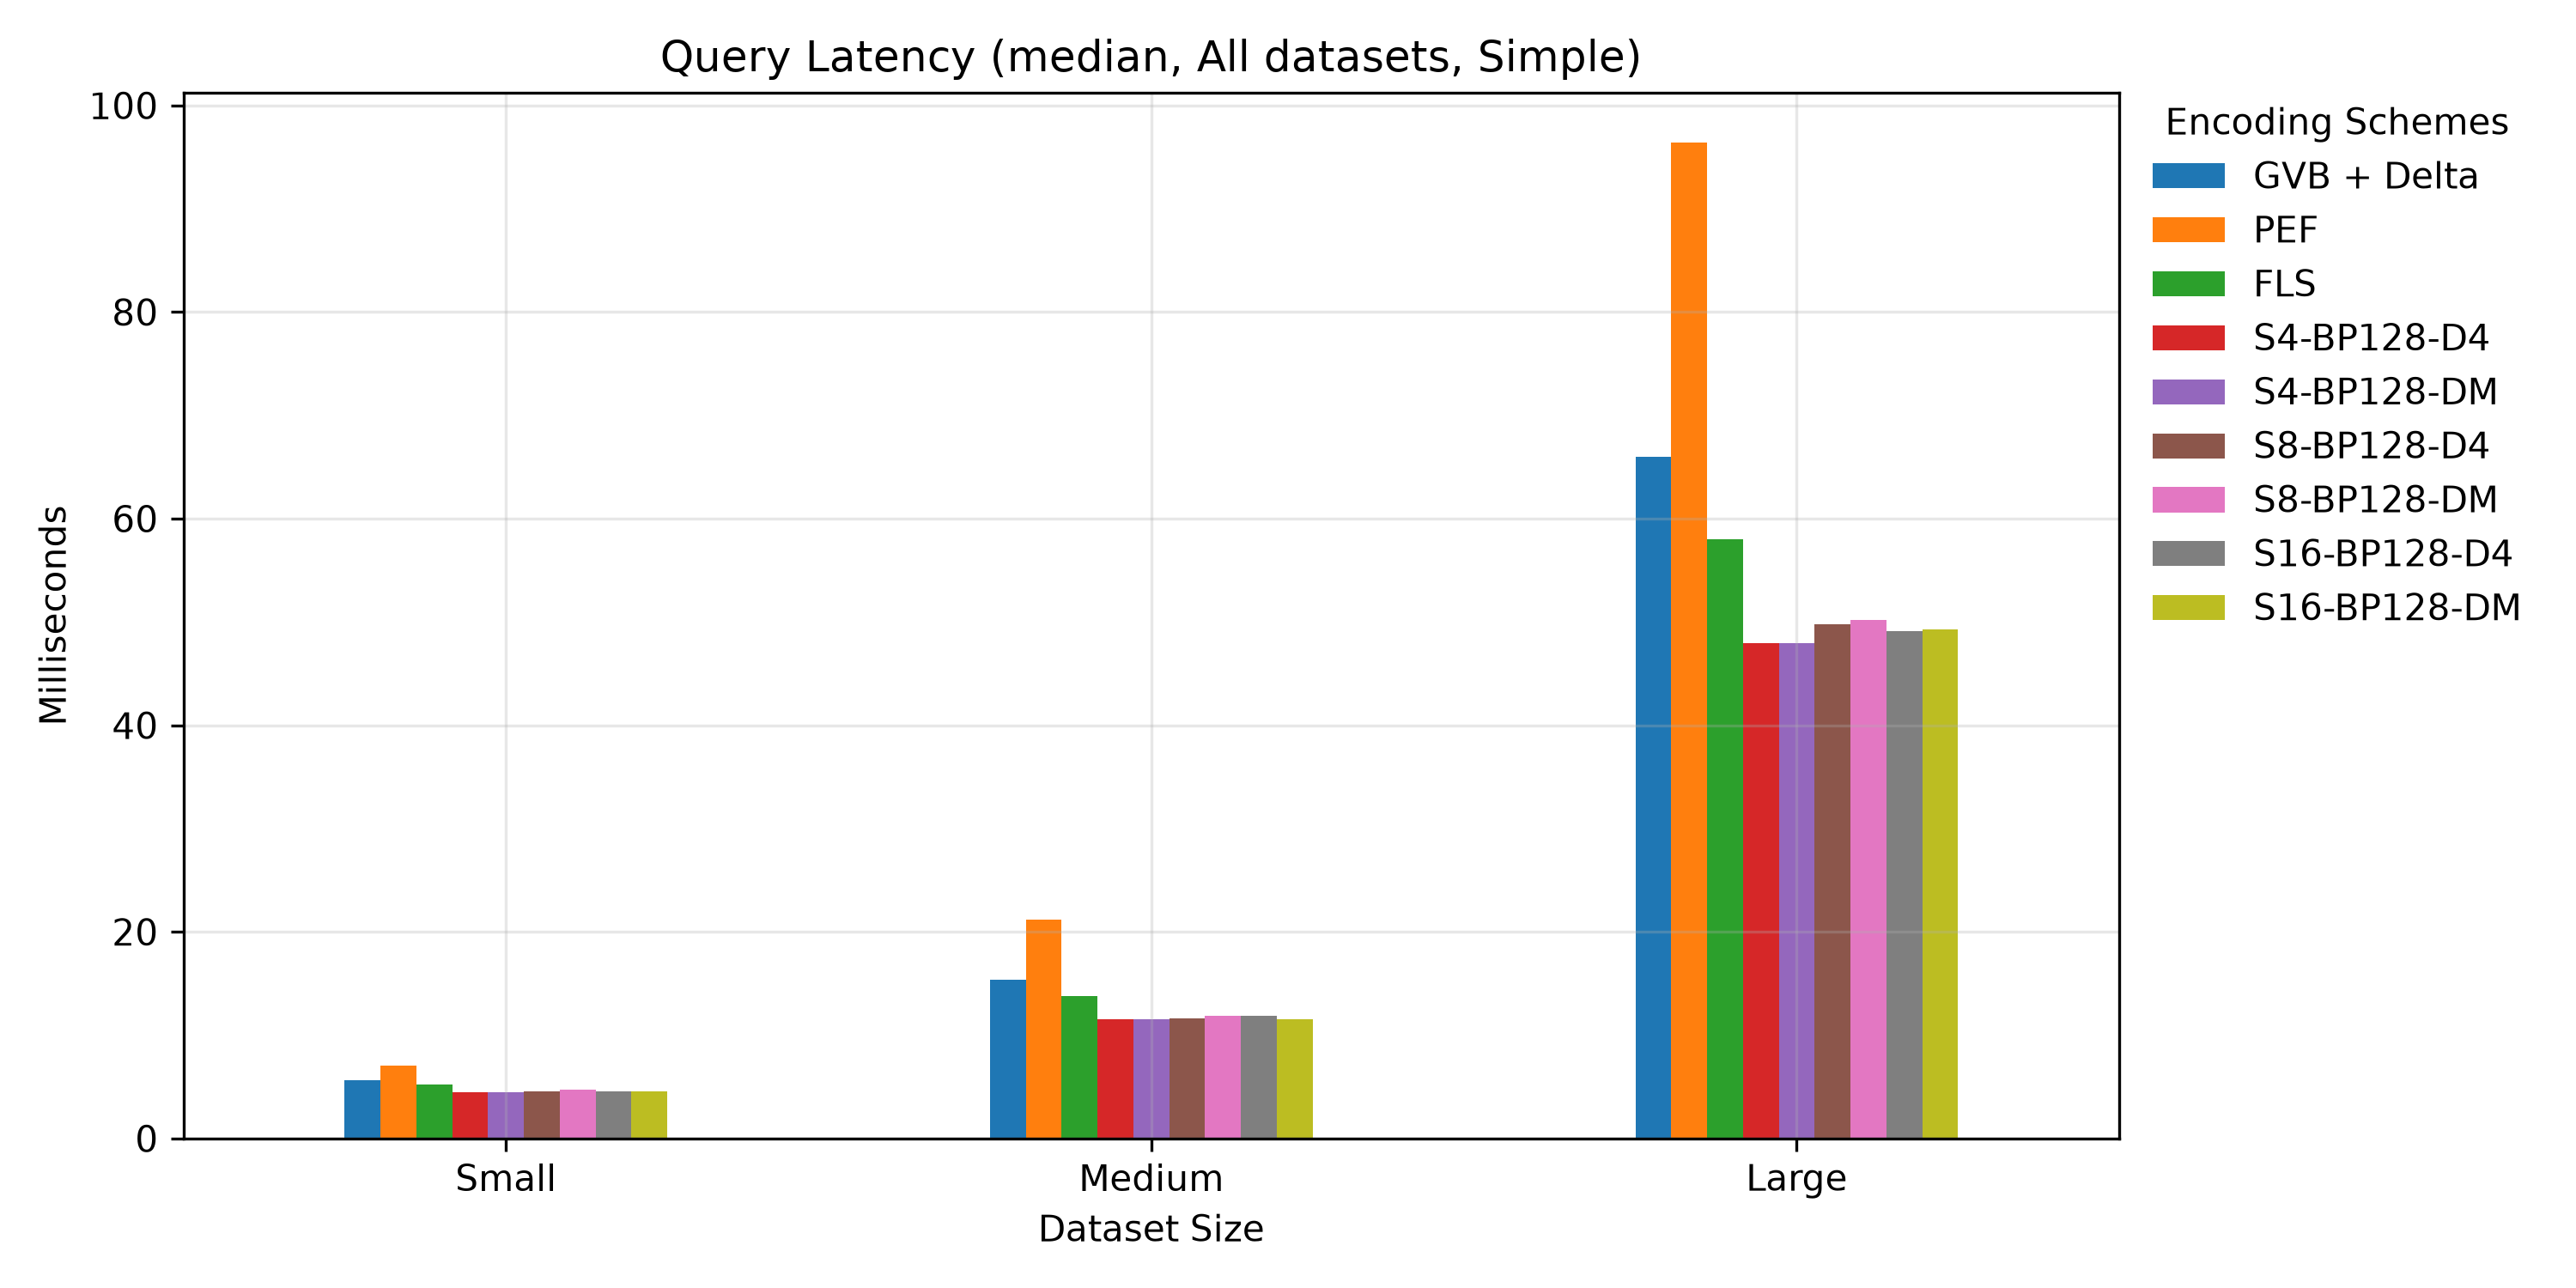 Query Latency (median, All datasets, Simple)
100
80
60
40
20
0
Milliseconds
Small
Medium
Large
Dataset Size
Encoding Schemes
GVB + Delta
PEF
FLS
S4-BP128-D4
S4-BP128-DM
S8-BP128-D4
S8-BP128-DM
S16-BP128-D4
S16-BP128-DM